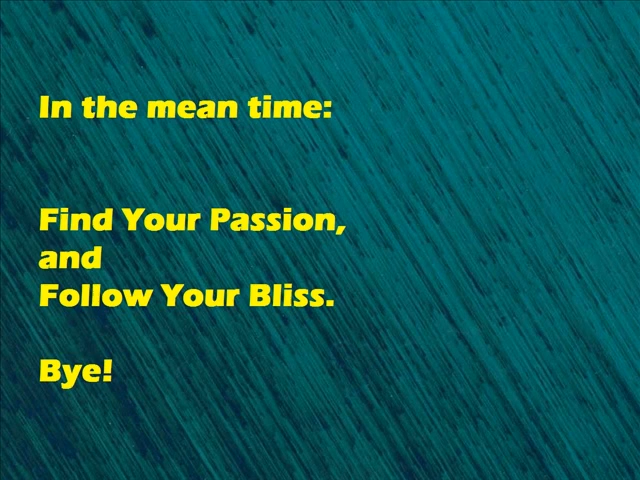 In the mean time:
Find Your Passion,
and
Follow Your Bliss.
Bye!